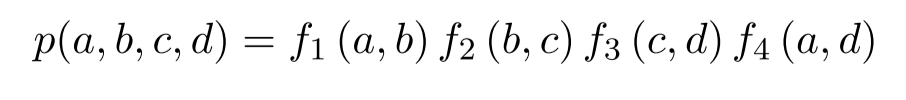 p(a, b, c, d) = f₁ (a, b) f₂ (b, c) f₃ (c, d) f₄ (a, d)